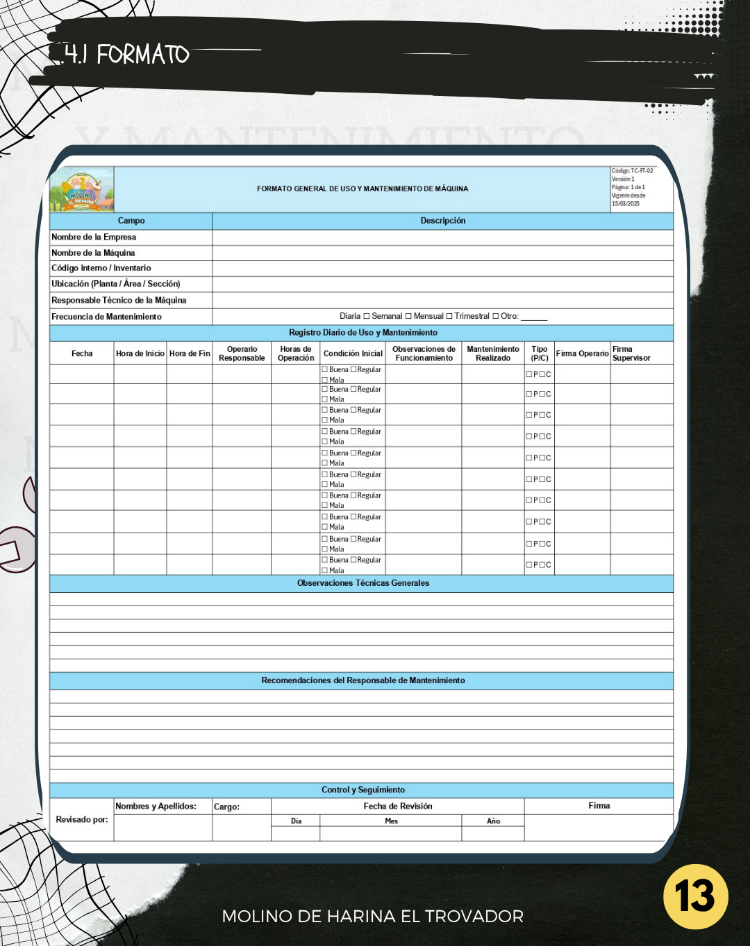 4.1 FORMATO
Y MANTENIMIENTO
MOLINO
FORMATO GENERAL DE USO Y MANTENIMIENTO DE MÁQUINA
Código: TC-FT-02
Versión:1
Página: 1 de 1
Vigente desde
15/03/2025
Campo Descripción
Nombre de la Empresa
Nombre de la Máquina
Código Interno / Inventario
Ubicación (Planta / Área / Sección)
Responsable Técnico de la Máquina
Frecuencia de Mantenimiento Diaria ☐ Semanal ☐ Mensual ☐ Trimestral ☐ Otro: ______
Registro Diario de Uso y Mantenimiento
Fecha Hora de Inicio Hora de Fin Operario Responsable Horas de Operación Condición Inicial Observaciones de Funcionamiento Mantenimiento Realizado Tipo (P/C) Firma Operario Firma Supervisor
☐ Buena ☐Regular
☐ Mala ☐P☐C
☐ Buena ☐Regular
☐ Mala ☐P☐C
☐ Buena ☐Regular
☐ Mala ☐P☐C
☐ Buena ☐Regular
☐ Mala ☐P☐C
☐ Buena ☐Regular
☐ Mala ☐P☐C
☐ Buena ☐Regular
☐ Mala ☐P☐C
☐ Buena ☐Regular
☐ Mala ☐P☐C
☐ Buena ☐Regular
☐ Mala ☐P☐C
☐ Buena ☐Regular
☐ Mala ☐P☐C
☐ Buena ☐Regular
☐ Mala ☐P☐C
Observaciones Técnicas Generales
Recomendaciones del Responsable de Mantenimiento
Control y Seguimiento
Revisado por: Nombres y Apellidos: Cargo: Fecha de Revisión Firma
Dia Mes Año
MOLINO DE HARINA EL TROVADOR
13